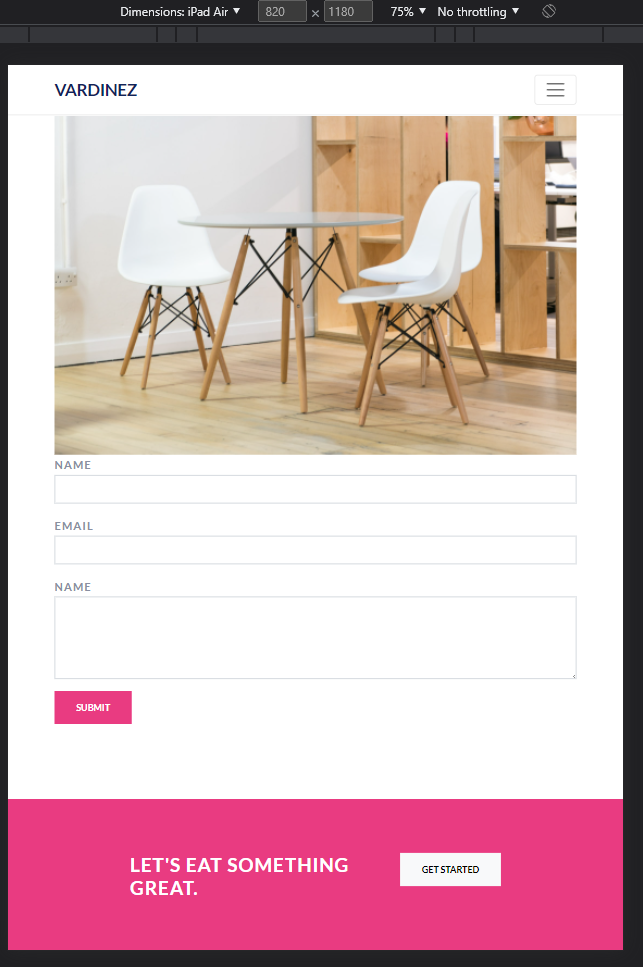 Dimensions: iPad Air ▼ 820 × 1180 75% ▼ No throttling ▼
VARDINEZ
NAME
EMAIL
NAME
SUBMIT
LET'S EAT SOMETHING
GREAT.
GET STARTED